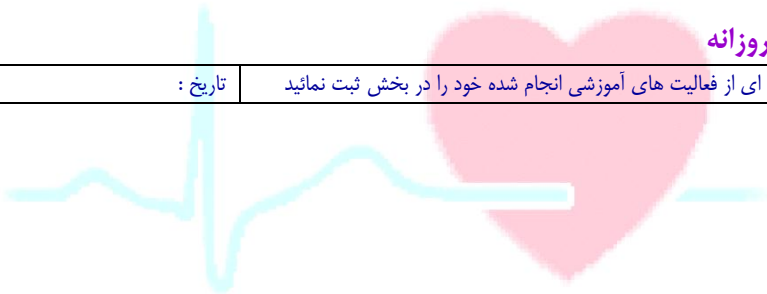 روزانه
ای از فعالیت های آموزشی انجام شده خود را در بخش ثبت نمائید تاریخ :